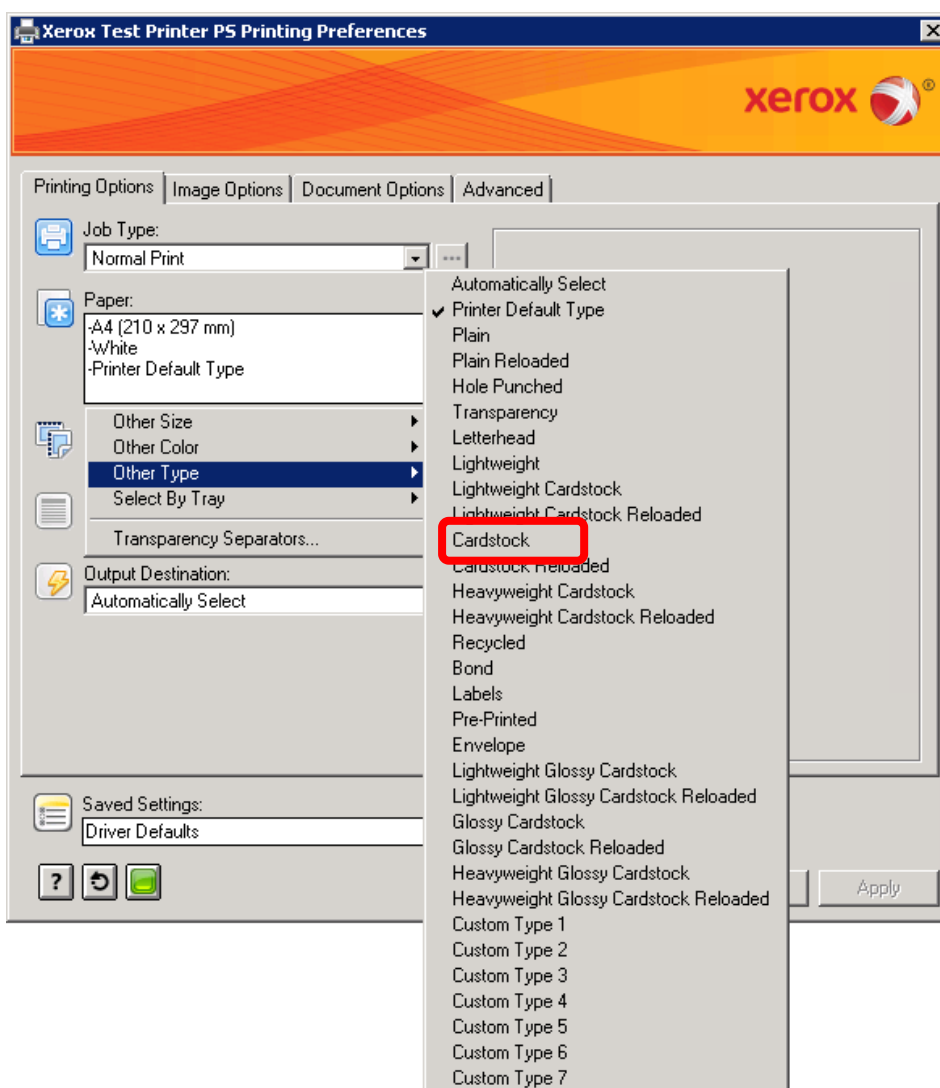 Xerox Test Printer PS Printing Preferences
xerox
®
Printing Options
Image Options
Document Options
Advanced
Job Type:
Normal Print
Paper:
-A4 (210 x 297 mm)
-White
-Printer Default Type
Other Size
Other Color
Other Type
Select By Tray
Transparency Separators...
Output Destination:
Automatically Select
Saved Settings:
Driver Defaults
?
Apply
Automatically Select
Printer Default Type
Plain
Plain Reloaded
Hole Punched
Transparency
Letterhead
Lightweight
Lightweight Cardstock
Lightweight Cardstock Reloaded
Cardstock
Cardstock Reloaded
Heavyweight Cardstock
Heavyweight Cardstock Reloaded
Recycled
Bond
Labels
Pre-Printed
Envelope
Lightweight Glossy Cardstock
Lightweight Glossy Cardstock Reloaded
Glossy Cardstock
Glossy Cardstock Reloaded
Heavyweight Glossy Cardstock
Heavyweight Glossy Cardstock Reloaded
Custom Type 1
Custom Type 2
Custom Type 3
Custom Type 4
Custom Type 5
Custom Type 6
Custom Type 7